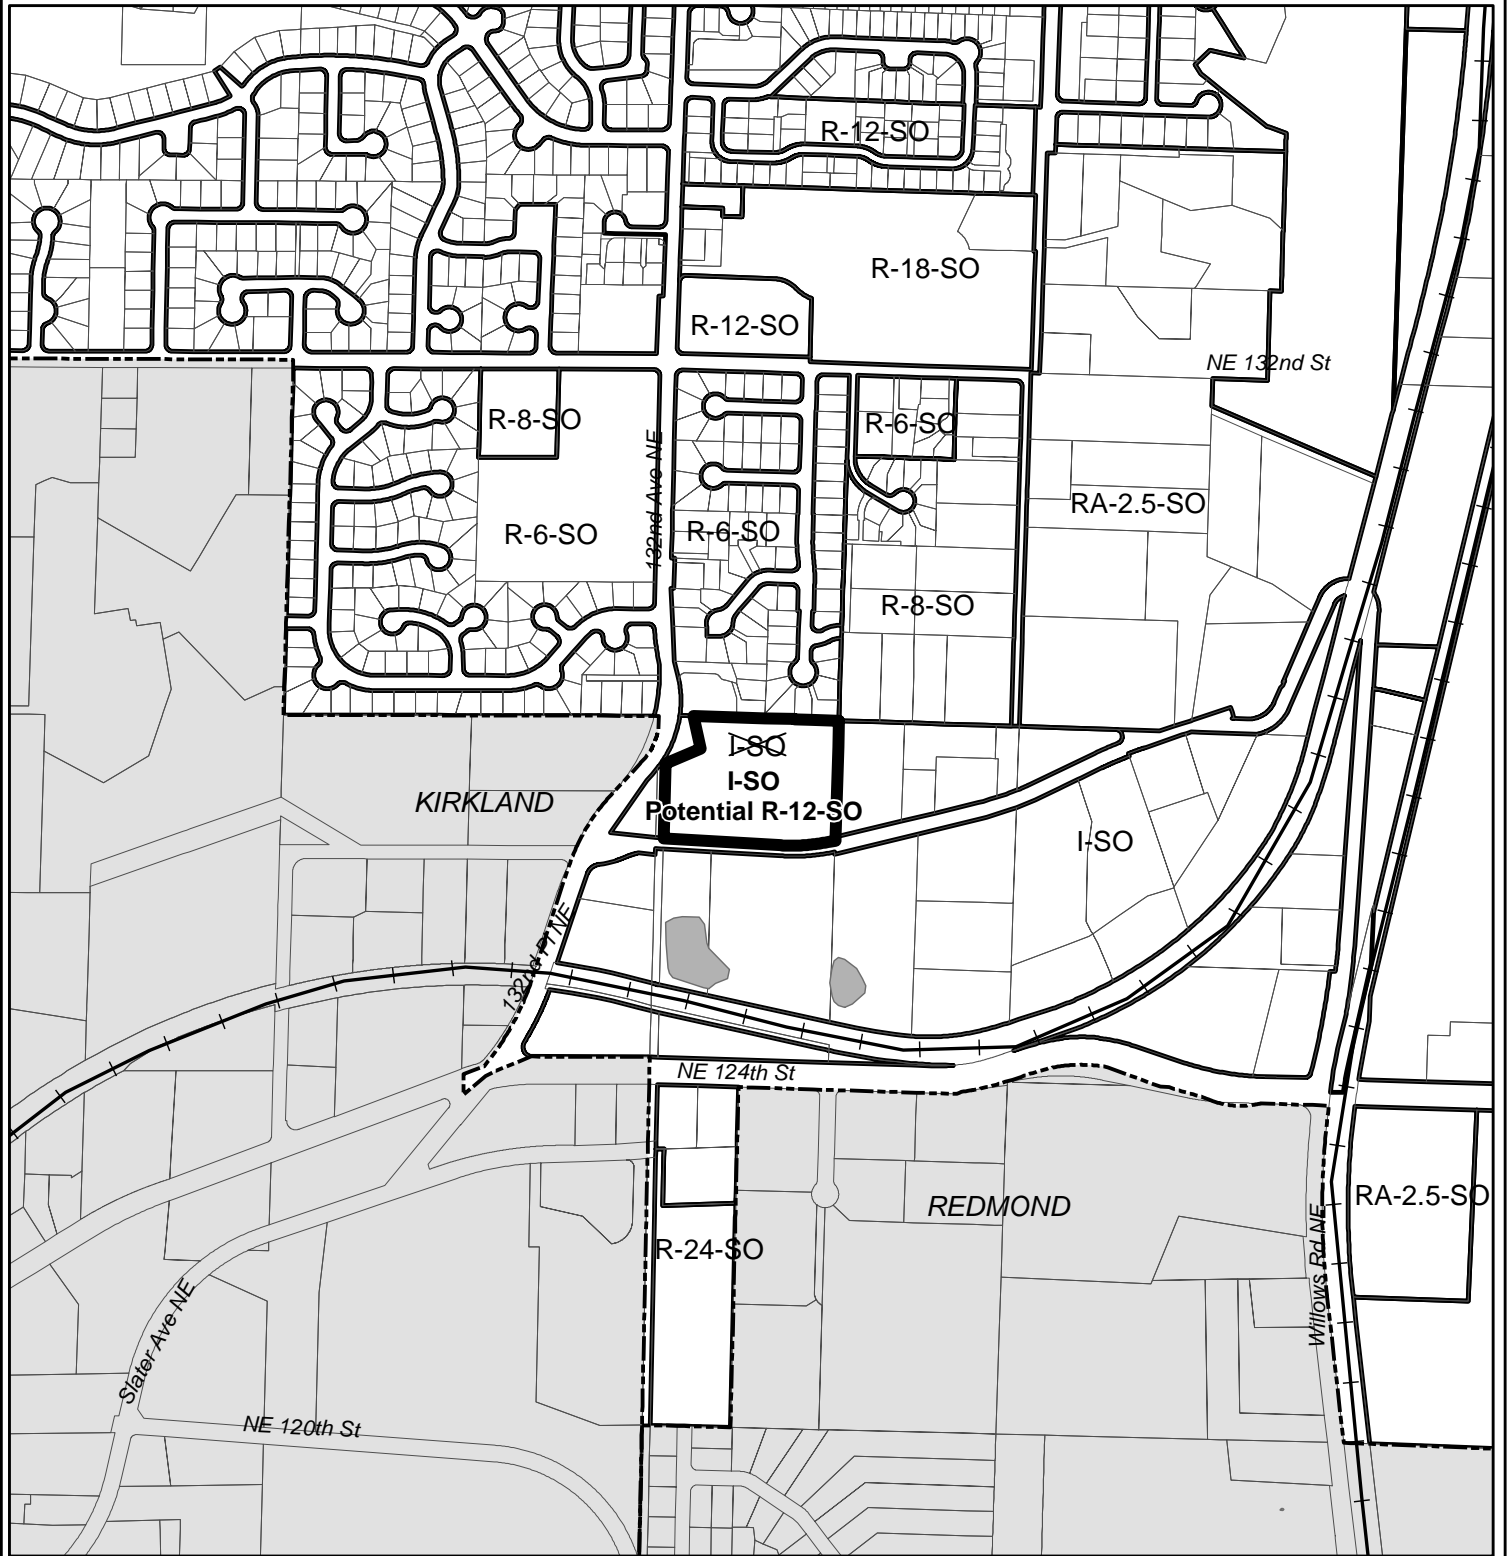 R-12-SO
R-18-SO
R-12-SO
NE 132nd St
R-8-SO
R-6-SO
132nd Ave NE
RA-2.5-SO
R-6-SO
R-6-SO
R-8-SO
I-SO
I-SO
Potential R-12-SO
KIRKLAND
I-SO
132nd Pl NE
NE 124th St
RA-2.5-SO
REDMOND
R-24-SO
Willows Rd NE
Slater Ave NE
NE 120th St